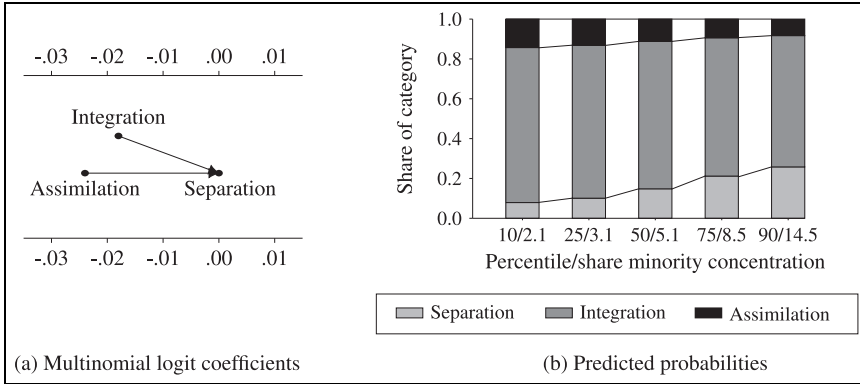 -.03 -.02 -.01 .00 .01
Integration
Assimilation Separation
-.03 -.02 -.01 .00 .01
(a) Multinomial logit coefficients
(b)
1.0
0.8
0.6
0.4
0.2
0.0
Share of category
10/2.1 25/3.1 50/5.1 75/8.5 90/14.5
Percentile/share minority concentration
Separation Integration Assimilation
(b) Predicted probabilities